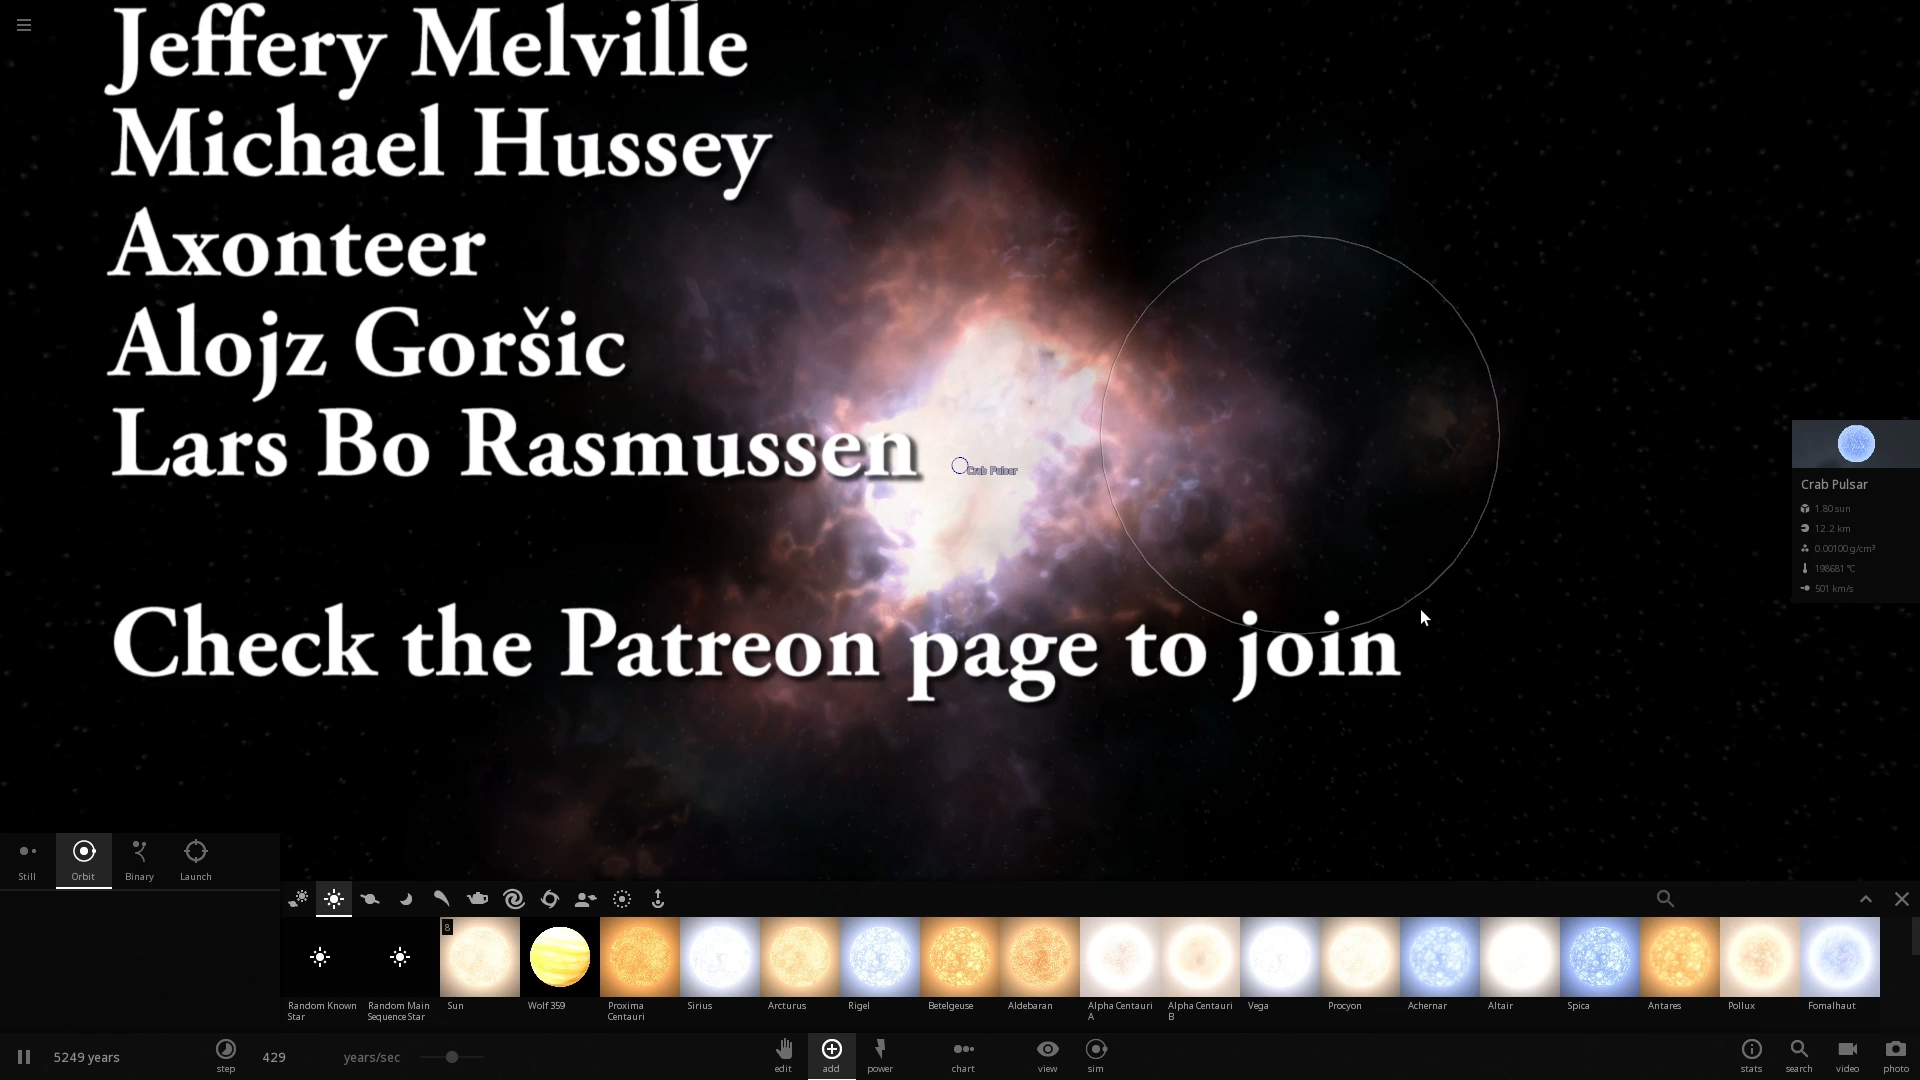 Jeffery Melville
Michael Hussey
Axonteer
Alojz Goršic
Lars Bo Rasmussen
Crab Pulsar
Check the Patreon page to join
Crab Pulsar
1.80 sun
12.2 km
0.00100 g/cm³
198681 °C
501 km/s
Still
Orbit
Binary
Launch
8
Random Known Star
Random Main Sequence Star
Sun
Wolf 359
Proxima Centauri
Sirius
Arcturus
Rigel
Betelgeuse
Aldebaran
Alpha Centauri A
Alpha Centauri B
Vega
Procyon
Achernar
Altair
Spica
Antares
Pollux
Fomalhaut
5249 years
step
429
years/sec
edit
add
power
chart
view
sim
stats
search
video
photo